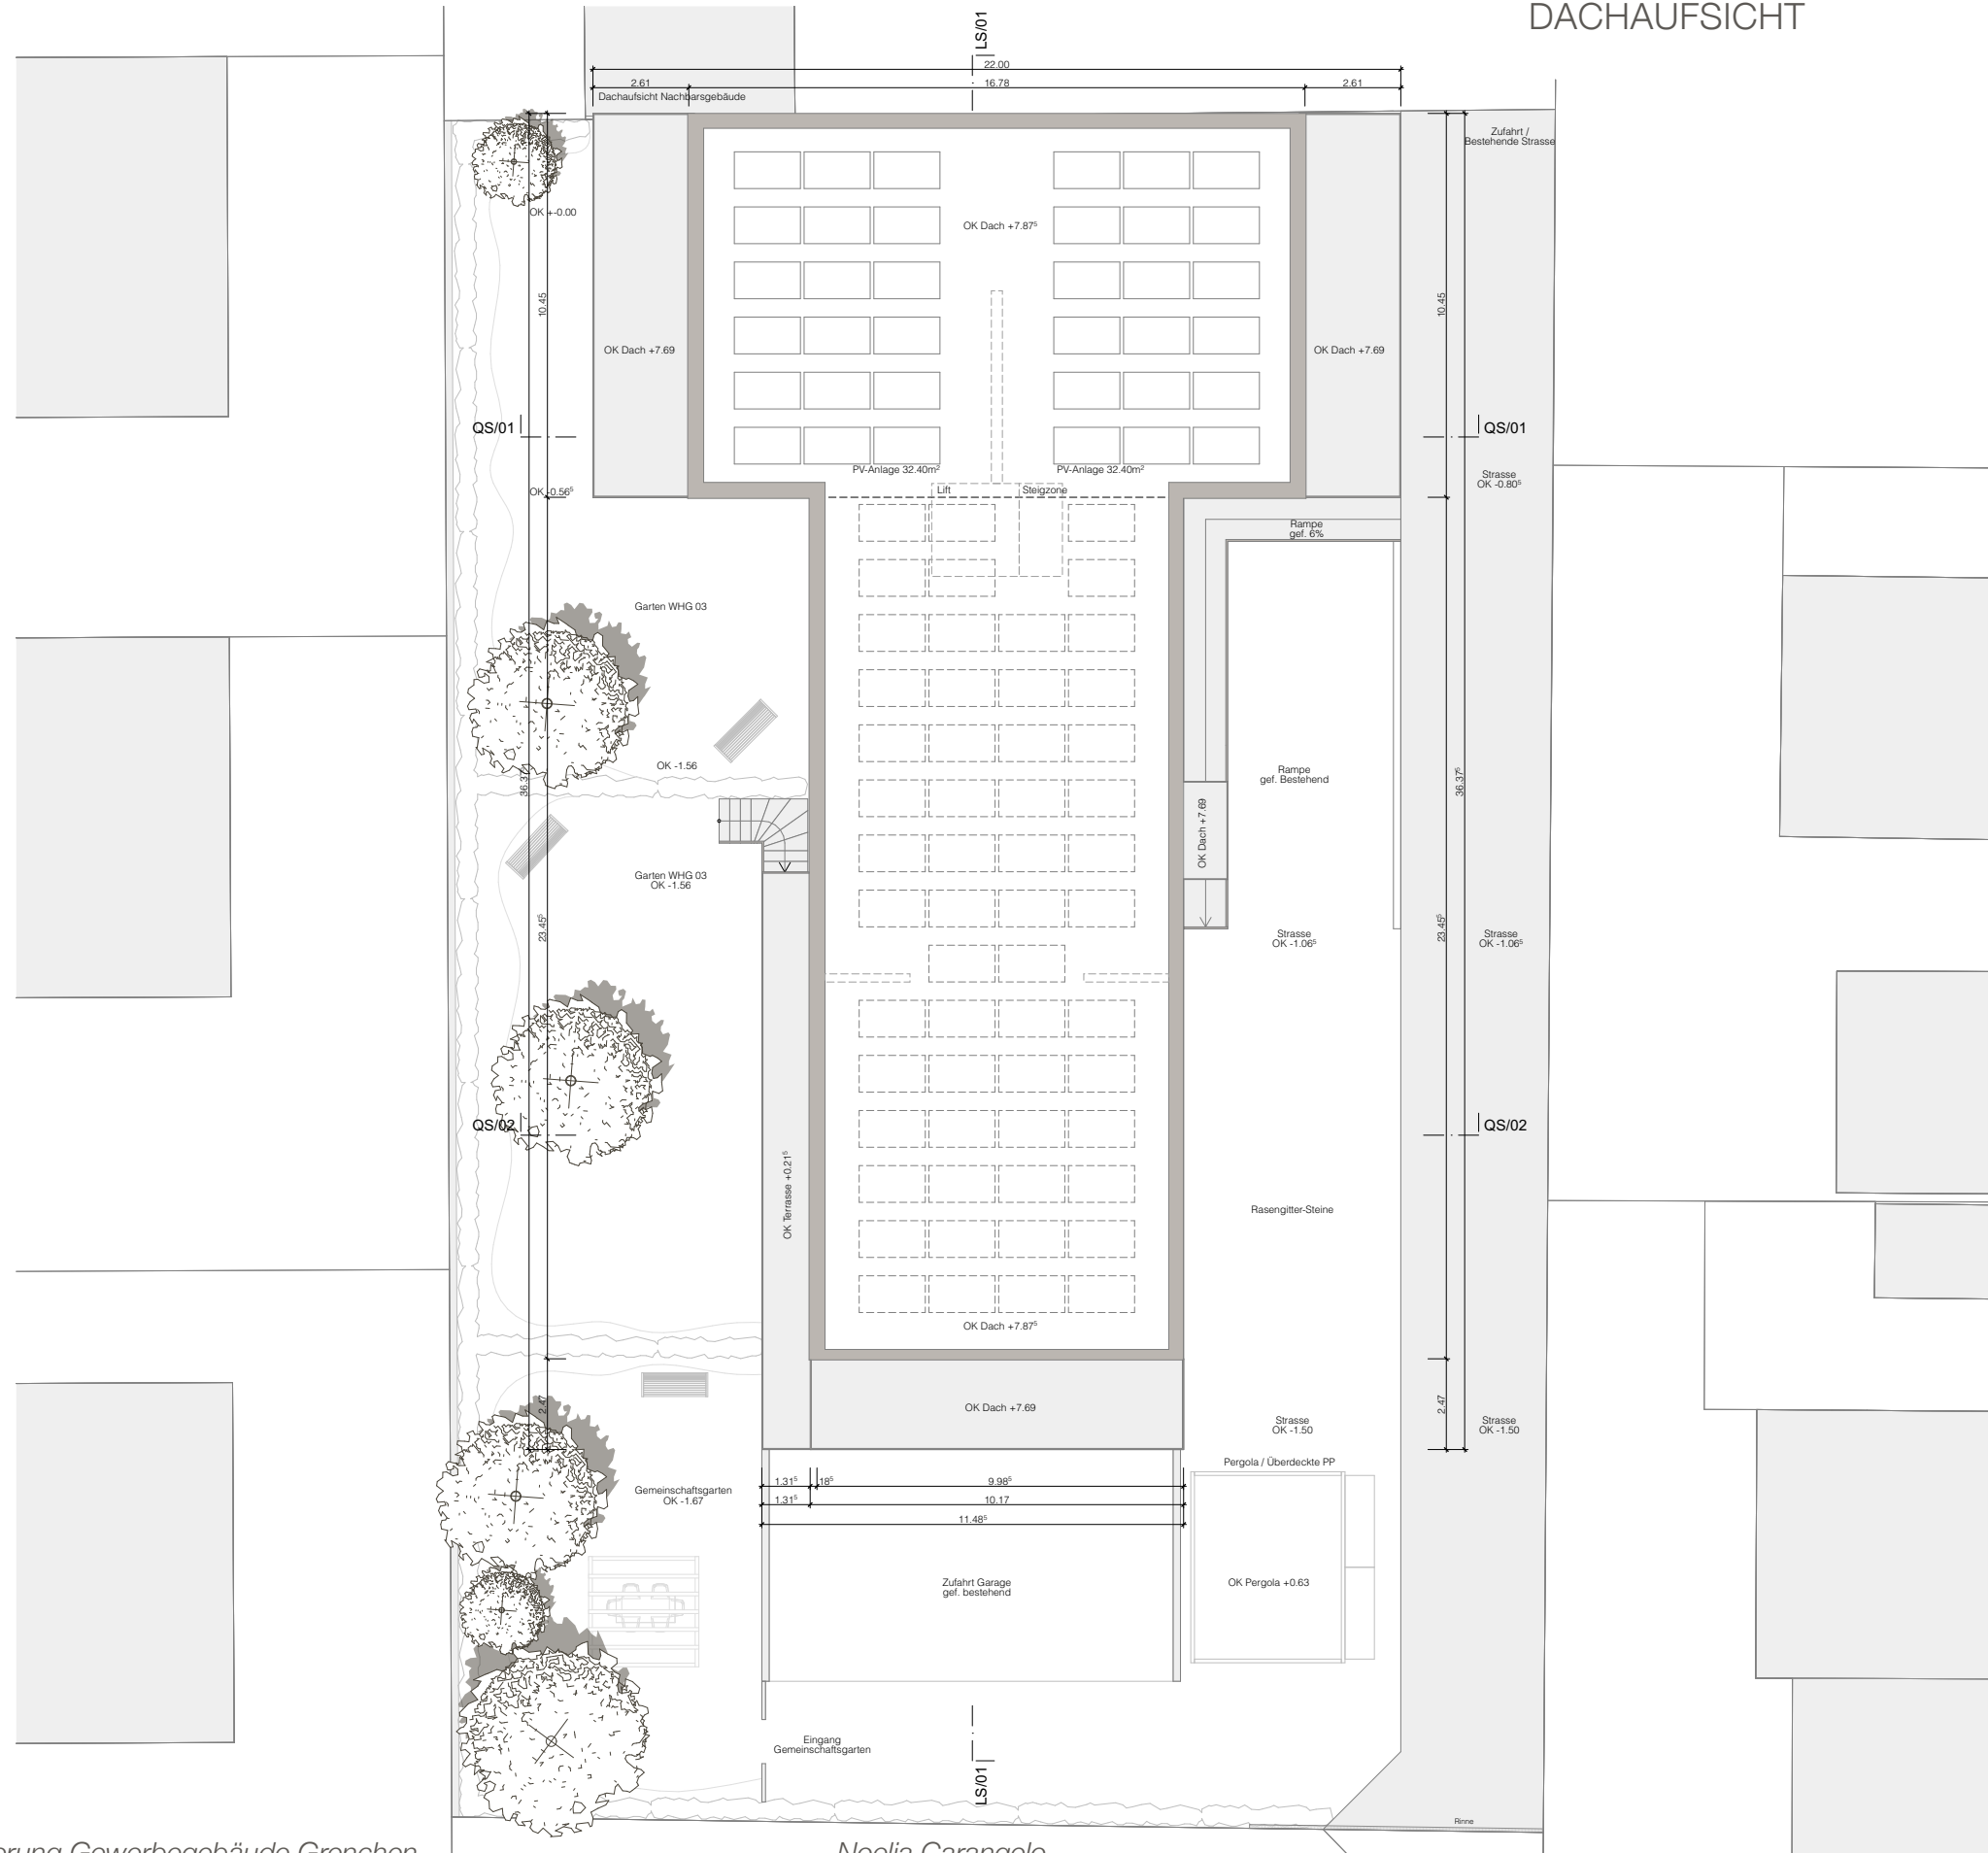 DACHAUFSICHT
LS/01
22.00
2.61
16.78
2.61
Dachaufsicht Nachbarsgebäude
Zufahrt /
Bestehende Strasse
OK +-0.00
OK Dach +7.87⁵
10.45
10.45
OK Dach +7.69
OK Dach +7.69
QS/01
QS/01
PV-Anlage 32.40m²
PV-Anlage 32.40m²
Strasse
OK -0.80⁵
OK -0.56⁵
Lift
Steigzone
Rampe
gef. 6%
Garten WHG 03
OK -1.56
Rampe
gef. Bestehend
36.37⁵
OK Dach +7.69
Garten WHG 03
OK -1.56
23.45⁵
23.45⁵
Strasse
OK -1.06⁵
Strasse
OK -1.06⁵
QS/02
QS/02
OK Terrasse +0.21⁵
Rasengitter-Steine
OK Dach +7.87⁵
OK Dach +7.69
2.47
2.47
Strasse
OK -1.50
Strasse
OK -1.50
Pergola / Überdeckte PP
Gemeinschaftsgarten
OK -1.67
1.31⁵
18⁵
9.98⁵
1.31⁵
10.17
11.48⁵
Zufahrt Garage
gef. bestehend
OK Pergola +0.63
Eingang
Gemeinschaftsgarten
LS/01
Rinne
Gewerbegebäude Grenchen
Noelia Carangelo